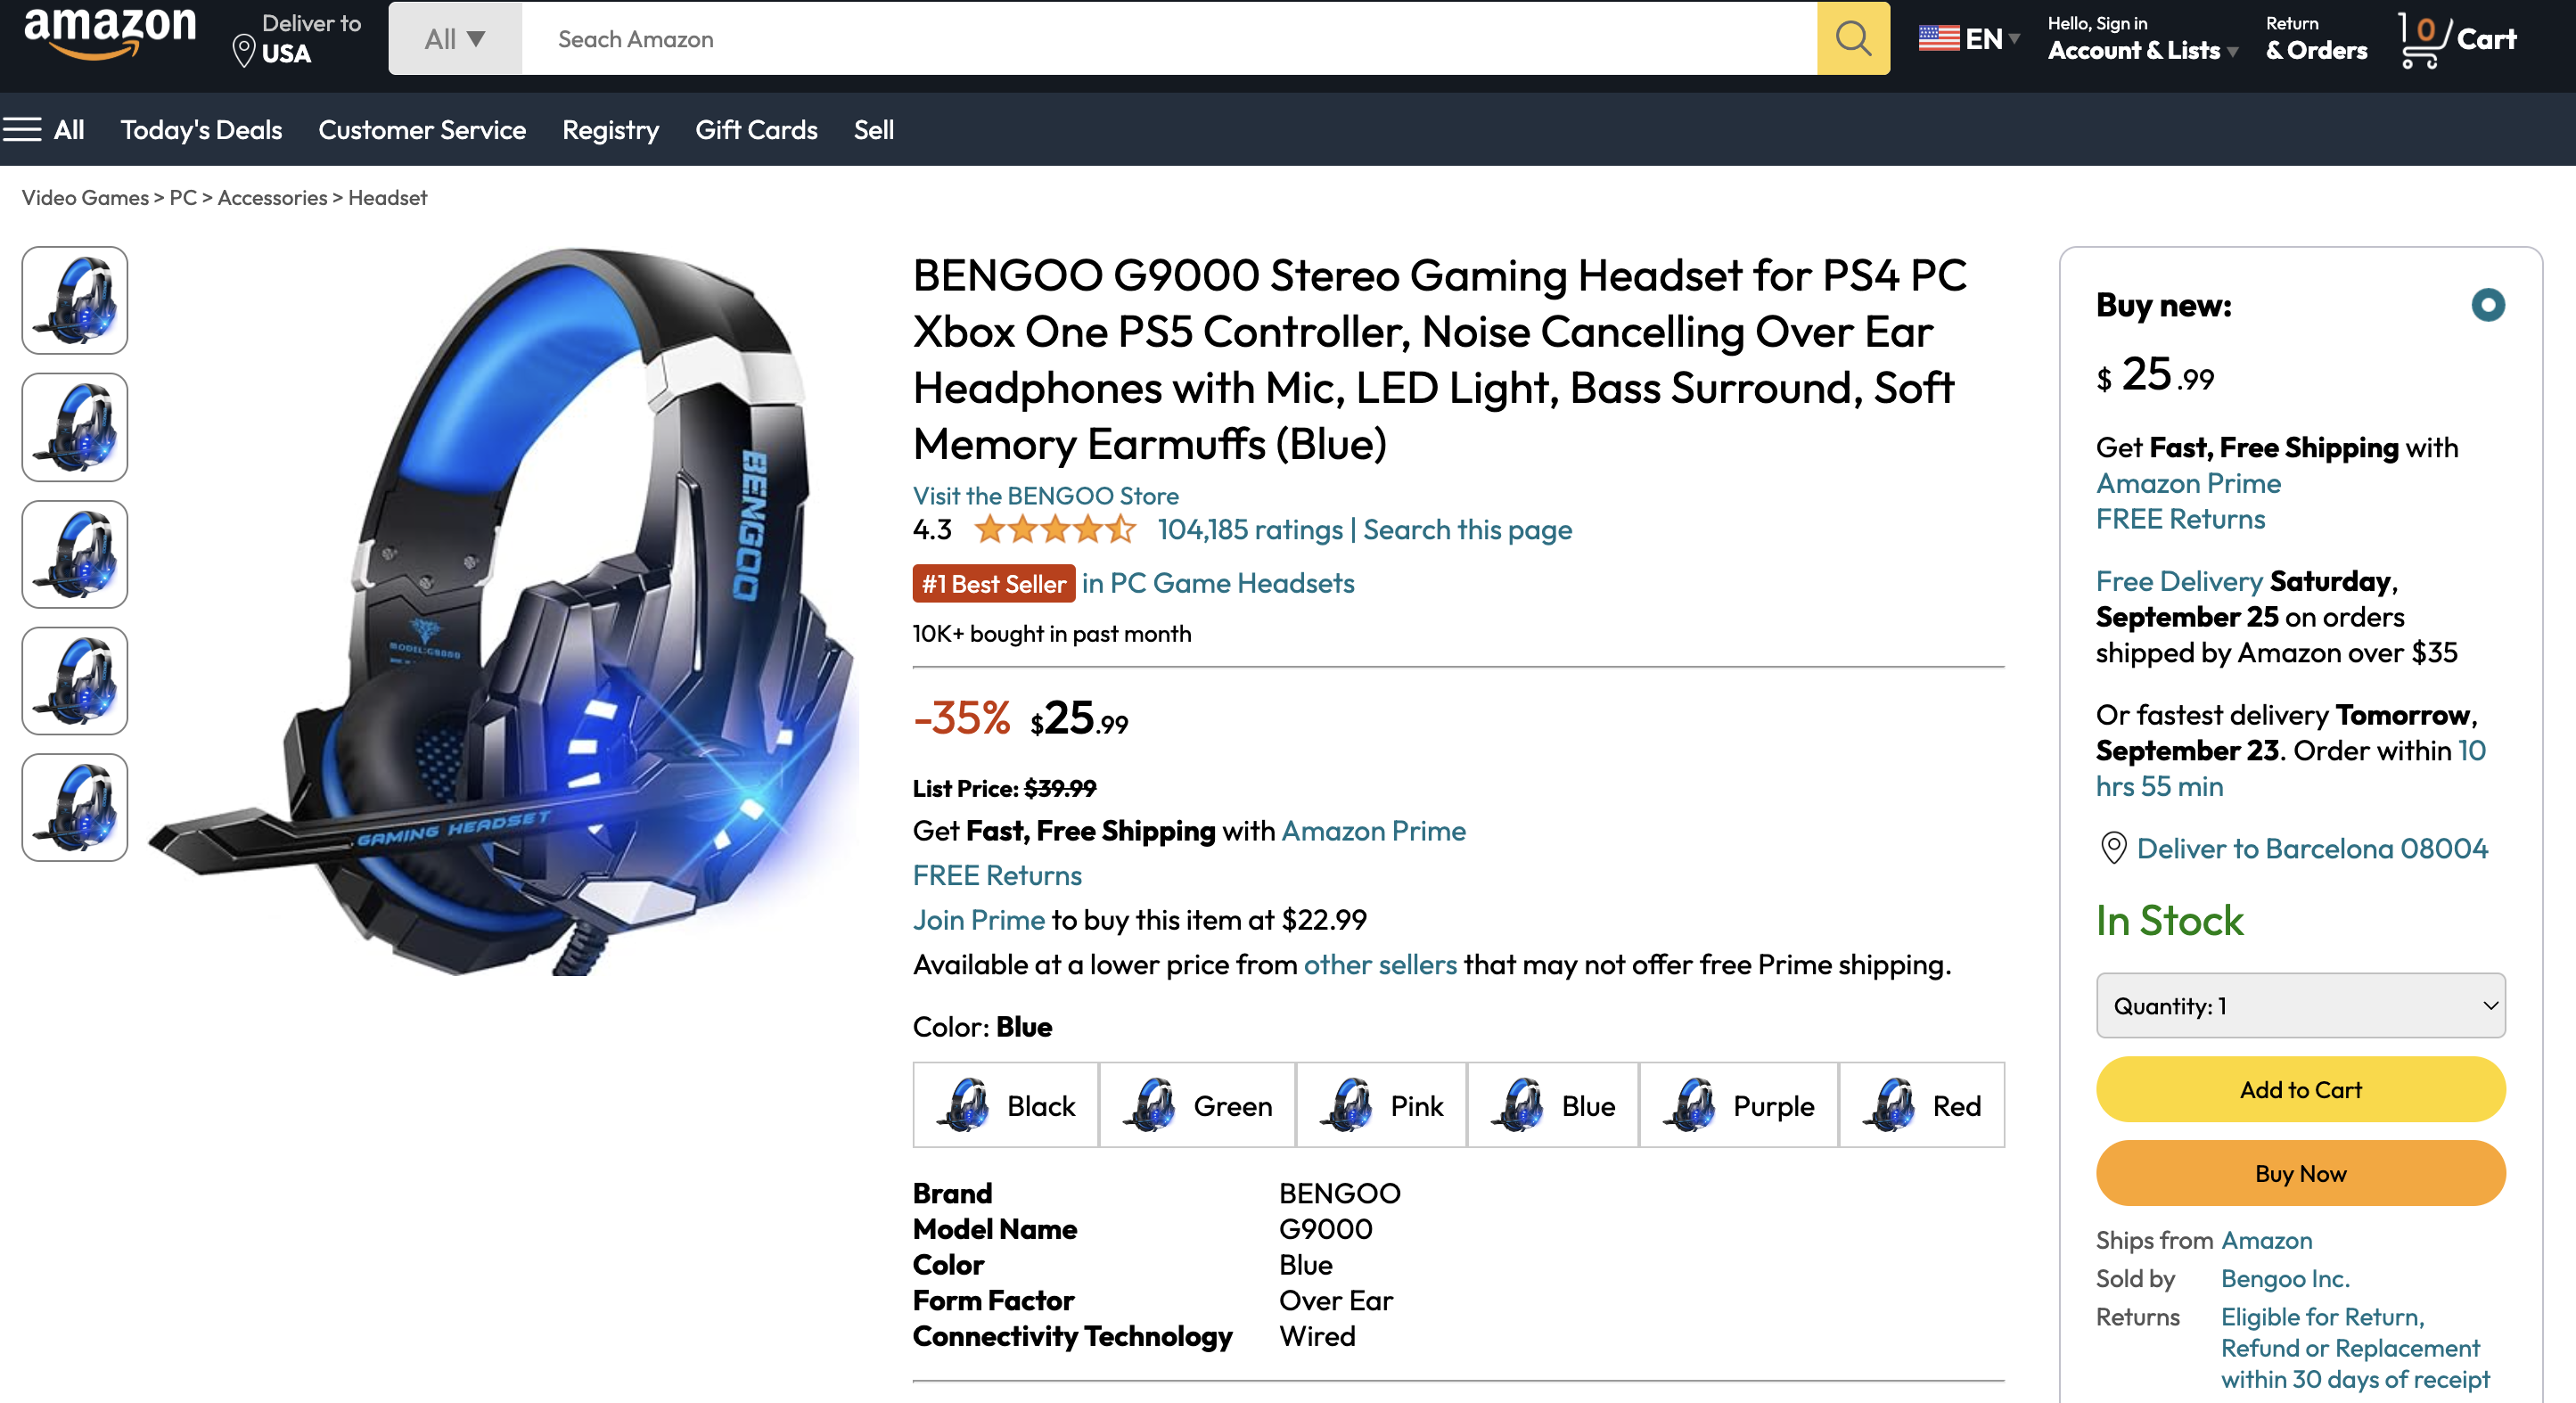 amazon
Deliver to
USA
All ▼
Seach Amazon
EN ▾
Hello, Sign in
Account & Lists ▾
Return
& Orders
0 Cart
All Today's Deals Customer Service Registry Gift Cards Sell
Video Games > PC > Accessories > Headset
BENGOO
GAMING HEADSET
BENGOO G9000 Stereo Gaming Headset for PS4 PC
Xbox One PS5 Controller, Noise Cancelling Over Ear
Headphones with Mic, LED Light, Bass Surround, Soft
Memory Earmuffs (Blue)
Visit the BENGOO Store
4.3 104,185 ratings | Search this page
#1 Best Seller in PC Game Headsets
10K+ bought in past month
-35% $25.99
List Price: $39.99
Get Fast, Free Shipping with Amazon Prime
FREE Returns
Join Prime to buy this item at $22.99
Available at a lower price from other sellers that may not offer free Prime shipping.
Color: Blue
Black Green Pink Blue Purple Red
Brand BENGOO
Model Name G9000
Color Blue
Form Factor Over Ear
Connectivity Technology Wired
Buy new:
$ 25 .99
Get Fast, Free Shipping with
Amazon Prime
FREE Returns
Free Delivery Saturday,
September 25 on orders
shipped by Amazon over $35
Or fastest delivery Tomorrow,
September 23. Order within 10
hrs 55 min
Deliver to Barcelona 08004
In Stock
Quantity: 1
Add to Cart
Buy Now
Ships from Amazon
Sold by Bengoo Inc.
Returns Eligible for Return,
Refund or Replacement
within 30 days of receipt